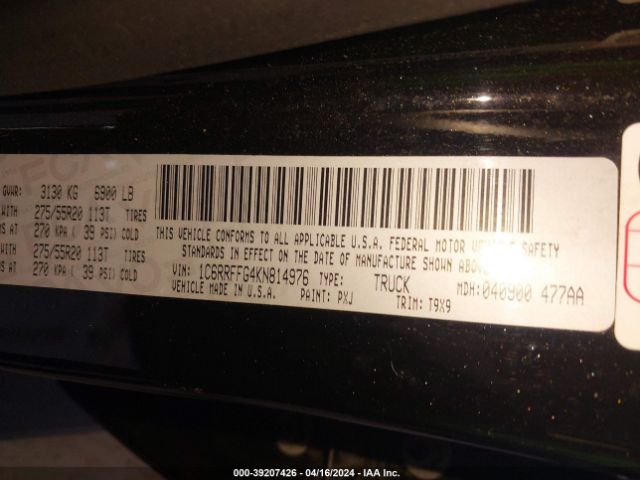 GVWR: 3130 KG 6900 LB
WITH 275/55R20 113T TIRES
MS AT 270 KPA ( 39 PSI) COLD
WITH 275/55R20 113T TIRES
MS AT 270 KPA ( 39 PSI) COLD
THIS VEHICLE CONFORMS TO ALL APPLICABLE U.S.A. FEDERAL MOTOR VEHICLE SAFETY
STANDARDS IN EFFECT ON THE DATE OF MANUFACTURE SHOWN ABOVE
VIN: 1C6RRFFG4KN814976 TYPE: TRUCK MDH: 040900 477AA
VEHICLE MADE IN U.S.A. PAINT: PXJ TRIM: T9X9
000-39207426 - 04/16/2024 - IAA Inc.